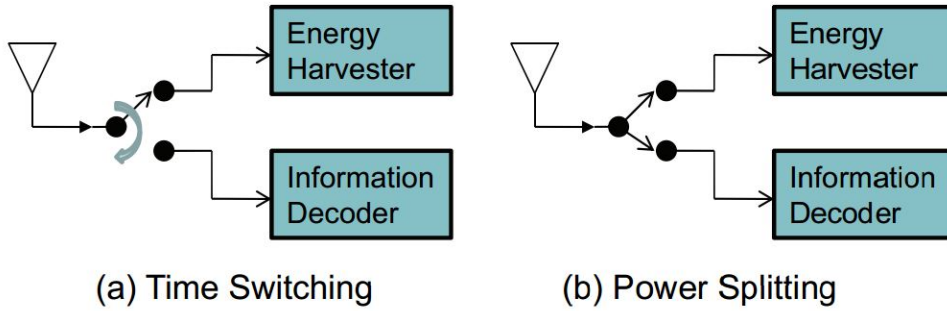 Energy
Harvester
Information
Decoder
(a) Time Switching
Energy
Harvester
Information
Decoder
(b) Power Splitting